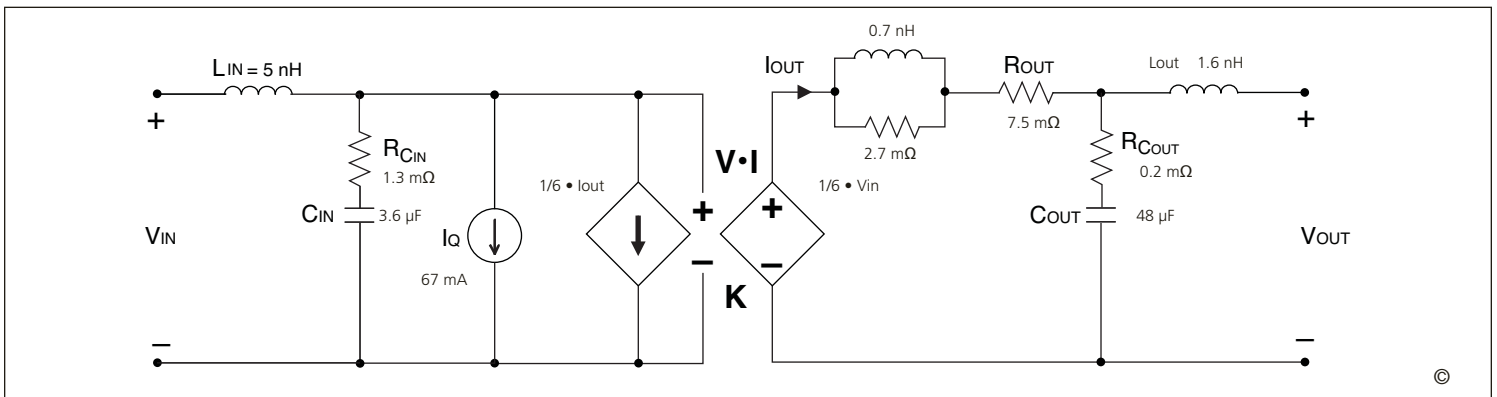 0.7 nH
LIN = 5 nH
IOUT
ROUT
Lout 1.6 nH
+
+
7.5 mΩ
RCIN
1.3 mΩ
2.7 mΩ
RCOUT
0.2 mΩ
V•I
1/6 • Iout
1/6 • Vin
CIN
3.6 µF
+
+
COUT
48 µF
VIN
IQ
VOUT
–
–
67 mA
K
–
–
©